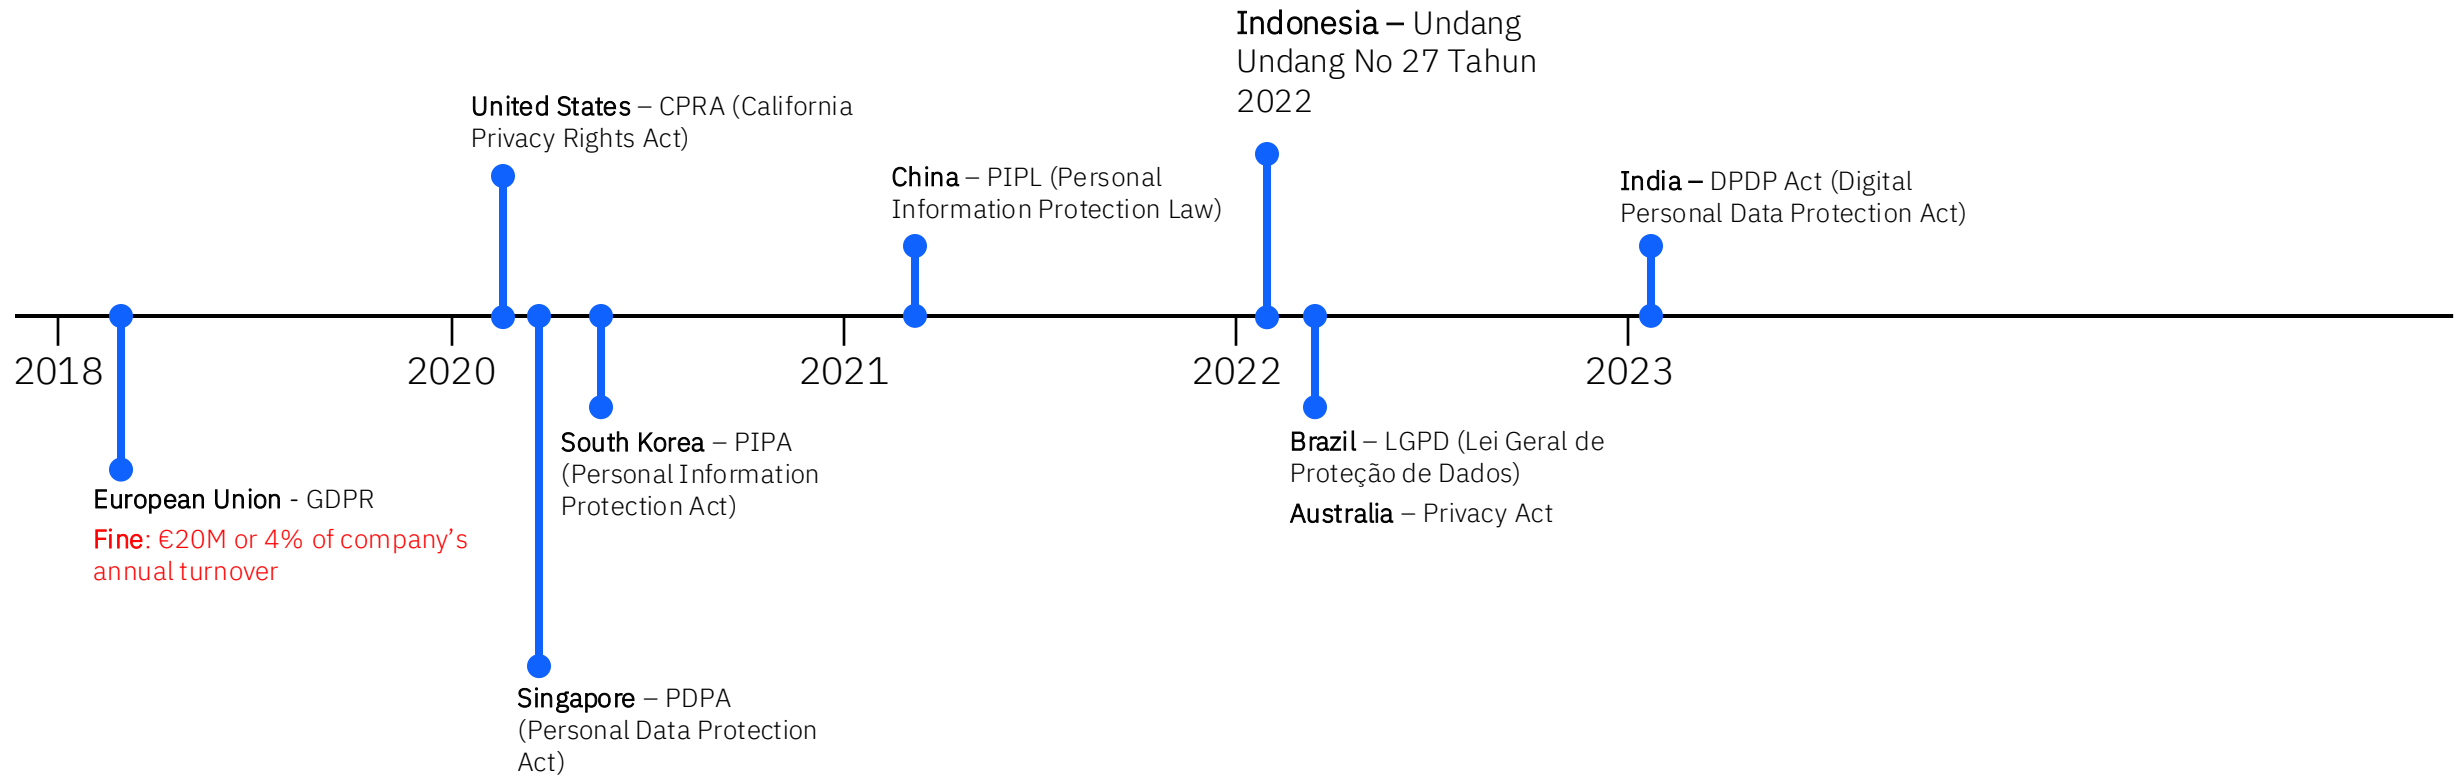 Indonesia – Undang
Undang No 27 Tahun
2022
United States – CPRA (California
Privacy Rights Act)
China – PIPL (Personal
Information Protection Law)
India – DPDP Act (Digital
Personal Data Protection Act)
2018
2020
2021
2022
2023
European Union - GDPR
Fine: €20M or 4% of company’s
annual turnover
South Korea – PIPA
(Personal Information
Protection Act)
Brazil – LGPD (Lei Geral de
Proteção de Dados)
Australia – Privacy Act
Singapore – PDPA
(Personal Data Protection
Act)